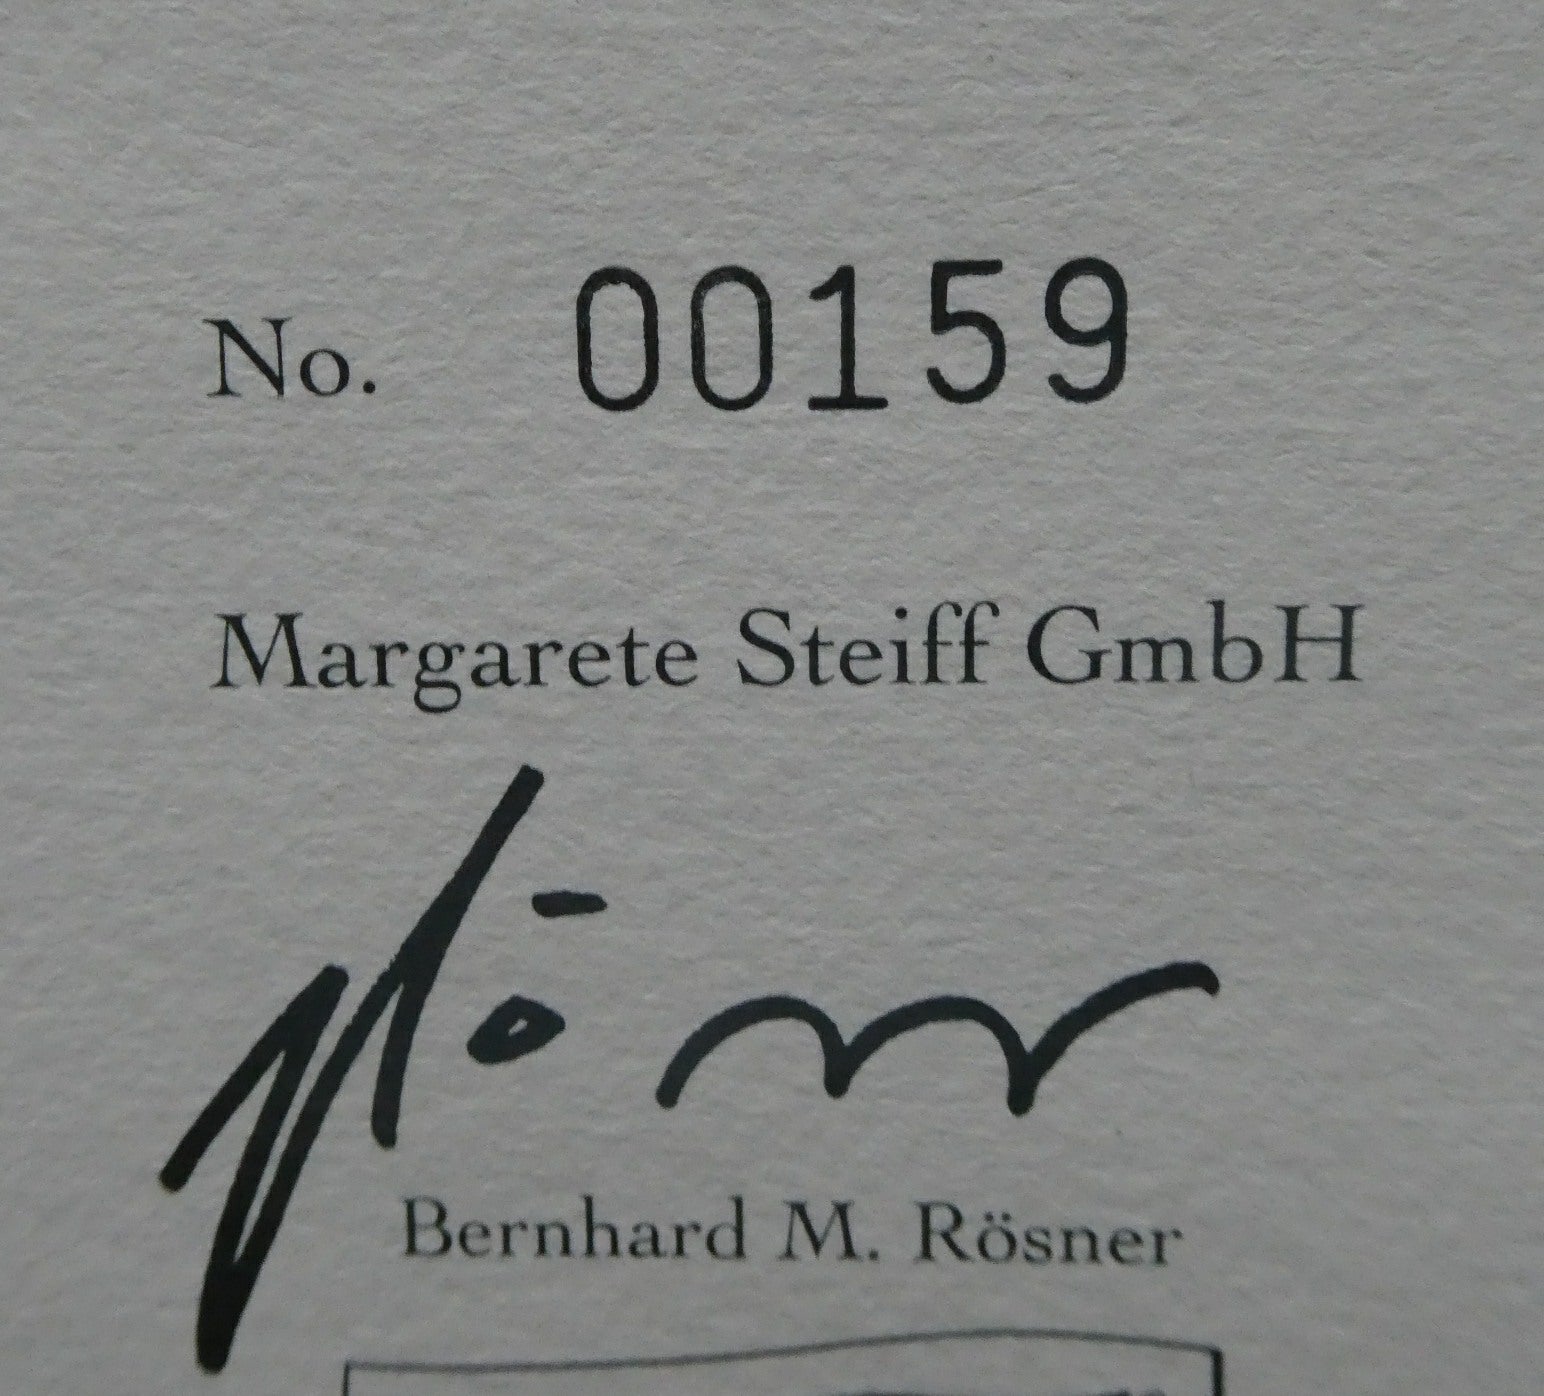 No. 00159
Margarete Steiff GmbH
Bernhard M. Rösner